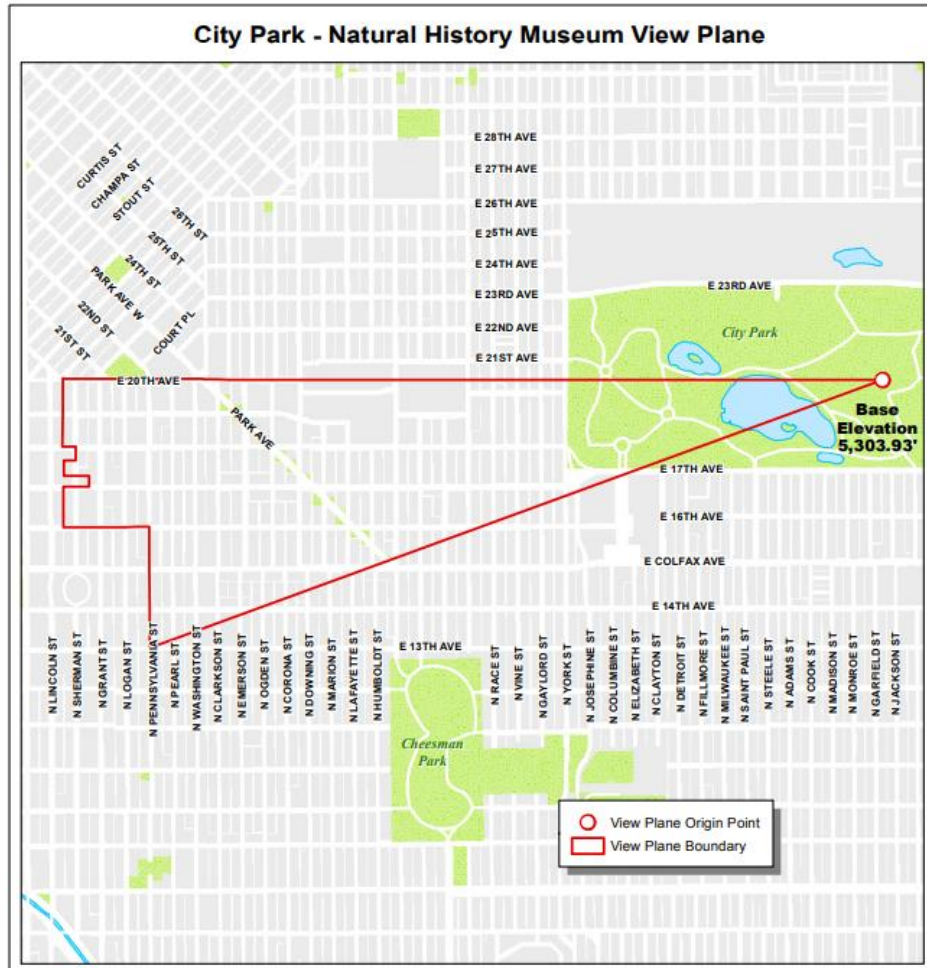 City Park - Natural History Museum View Plane
E 28TH AVE
CURTIS ST
CHAMPA ST
STOUT ST
E 27TH AVE
26TH ST
E 26TH AVE
25TH ST
E 25TH AVE
24TH ST
E 24TH AVE
PARK AVE W
E 23RD AVE
E 23RD AVE
22ND ST
COURT PL
E 22ND AVE
City Park
21ST ST
E 21ST AVE
E 20TH AVE
Base
Elevation
5,303.93'
PARK AVE
E 17TH AVE
E 16TH AVE
E COLFAX AVE
E 14TH AVE
E 13TH AVE
N LINCOLN ST
N SHERMAN ST
N GRANT ST
N LOGAN ST
N PENNSYLVANIA ST
N PEARL ST
N WASHINGTON ST
N CLARKSON ST
N EMERSON ST
N OGDEN ST
N CORONA ST
N DOWNING ST
N MARION ST
N LAFAYETTE ST
N HUMBOLDT ST
N RACE ST
N VINE ST
N GAYLORD ST
N YORK ST
N JOSEPHINE ST
N COLUMBINE ST
N ELIZABETH ST
N CLAYTON ST
N DETROIT ST
N FILLMORE ST
N MILWAUKEE ST
N SAINT PAUL ST
N STEELE ST
N ADAMS ST
N COOK ST
N MADISON ST
N MONROE ST
N GARFIELD ST
N JACKSON ST
Cheesman
Park
View Plane Origin Point
View Plane Boundary